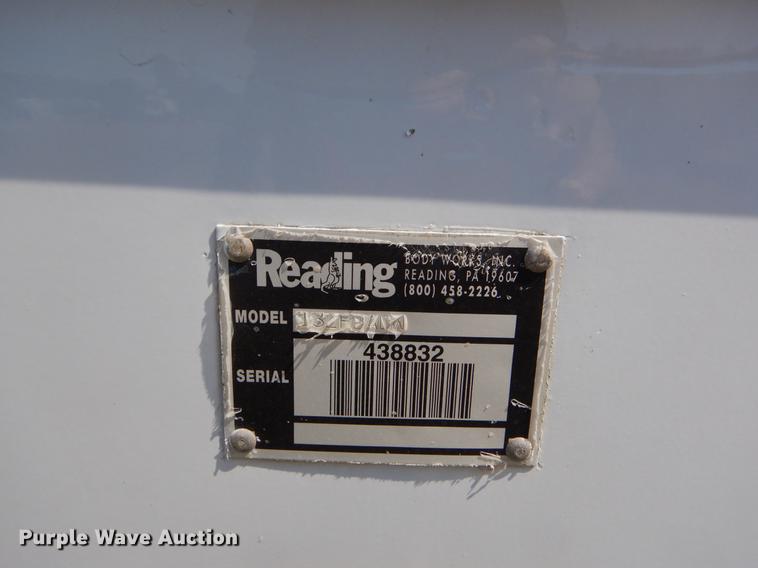 Reading
BODY WORKS, INC.
READING, PA 19607
(800) 458-2226
MODEL
438832
SERIAL
Purple Wave Auction